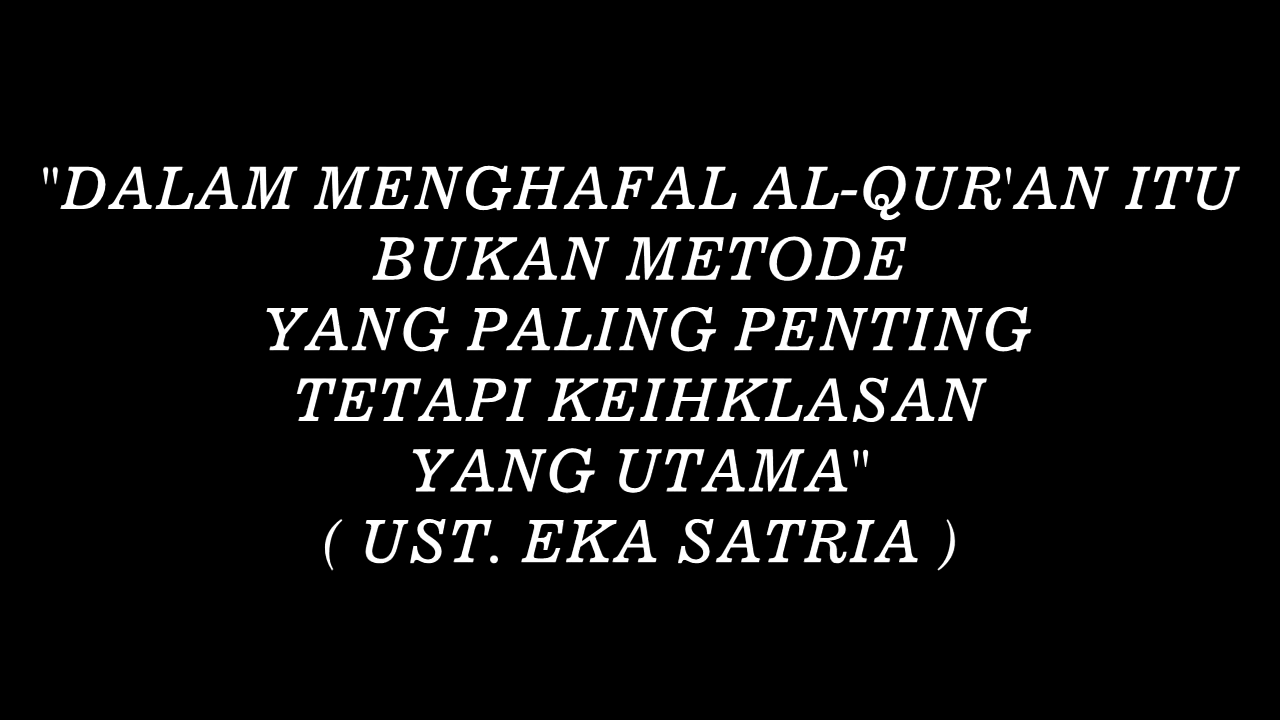 "DALAM MENGHAFAL AL-QUR'AN ITU
BUKAN METODE
YANG PALING PENTING
TETAPI KEIHKLASAN
YANG UTAMA"
( UST. EKA SATRIA )